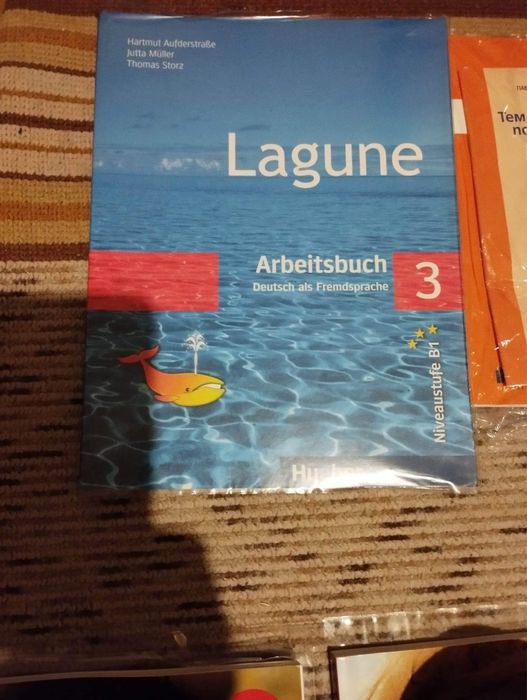 Hartmut Aufderstraße
Jutta Müller
Thomas Storz
Lagune
Arbeitsbuch
Deutsch als Fremdsprache
3
Niveaustufe B1